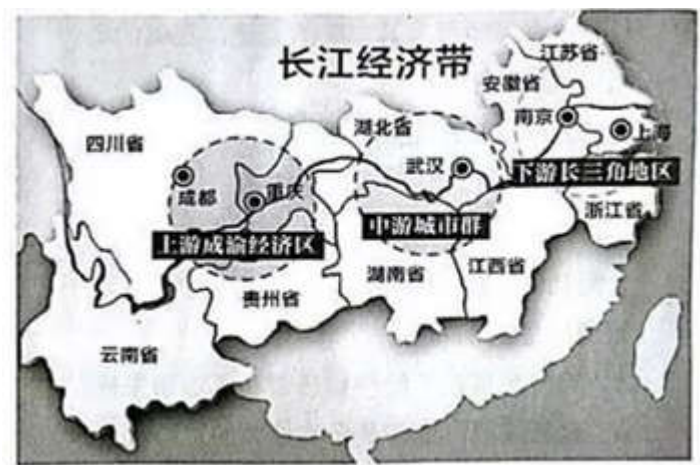 长江经济带
江苏省
安徽省
南京
上海
四川省
湖北省
成都
重庆
武汉
下游长三角地区
浙江省
上游成渝经济区
中游城市群
贵州省
湖南省
江西省
云南省